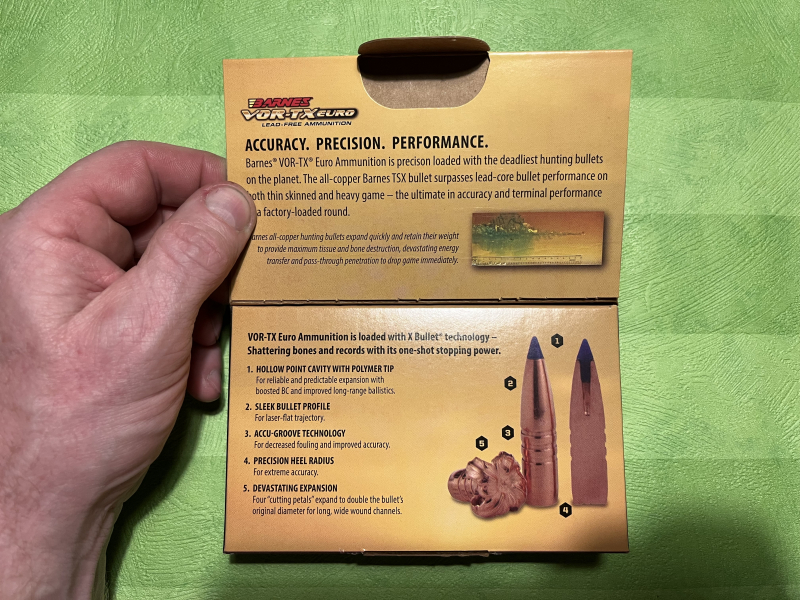 BARNES
VOR-TX EURO
LEAD-FREE AMMUNITION
ACCURACY. PRECISION. PERFORMANCE.
Barnes® VOR-TX® Euro Ammunition is precison loaded with the deadliest hunting bullets
on the planet. The all-copper Barnes TSX bullet surpasses lead-core bullet performance on
both thin skinned and heavy game – the ultimate in accuracy and terminal performance
a factory-loaded round.
Barnes all-copper hunting bullets expand quickly and retain their weight
to provide maximum tissue and bone destruction, devastating energy
transfer and pass-through penetration to drop game immediately.
VOR-TX Euro Ammunition is loaded with X Bullet® technology –
Shattering bones and records with its one-shot stopping power.
1. HOLLOW POINT CAVITY WITH POLYMER TIP
For reliable and predictable expansion with
boosted BC and improved long-range ballistics.
2. SLEEK BULLET PROFILE
For laser-flat trajectory.
3. ACCU-GROOVE TECHNOLOGY
For decreased fouling and improved accuracy.
4. PRECISION HEEL RADIUS
For extreme accuracy.
5. DEVASTATING EXPANSION
Four "cutting petals" expand to double the bullet's
original diameter for long, wide wound channels.
1
2
3
5
4